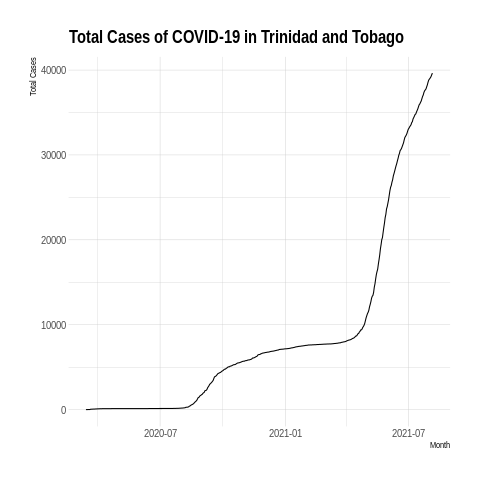 Total Cases of COVID-19 in Trinidad and Tobago
Total Cases
40000
30000
20000
10000
0
2020-07 2021-01 2021-07
Month